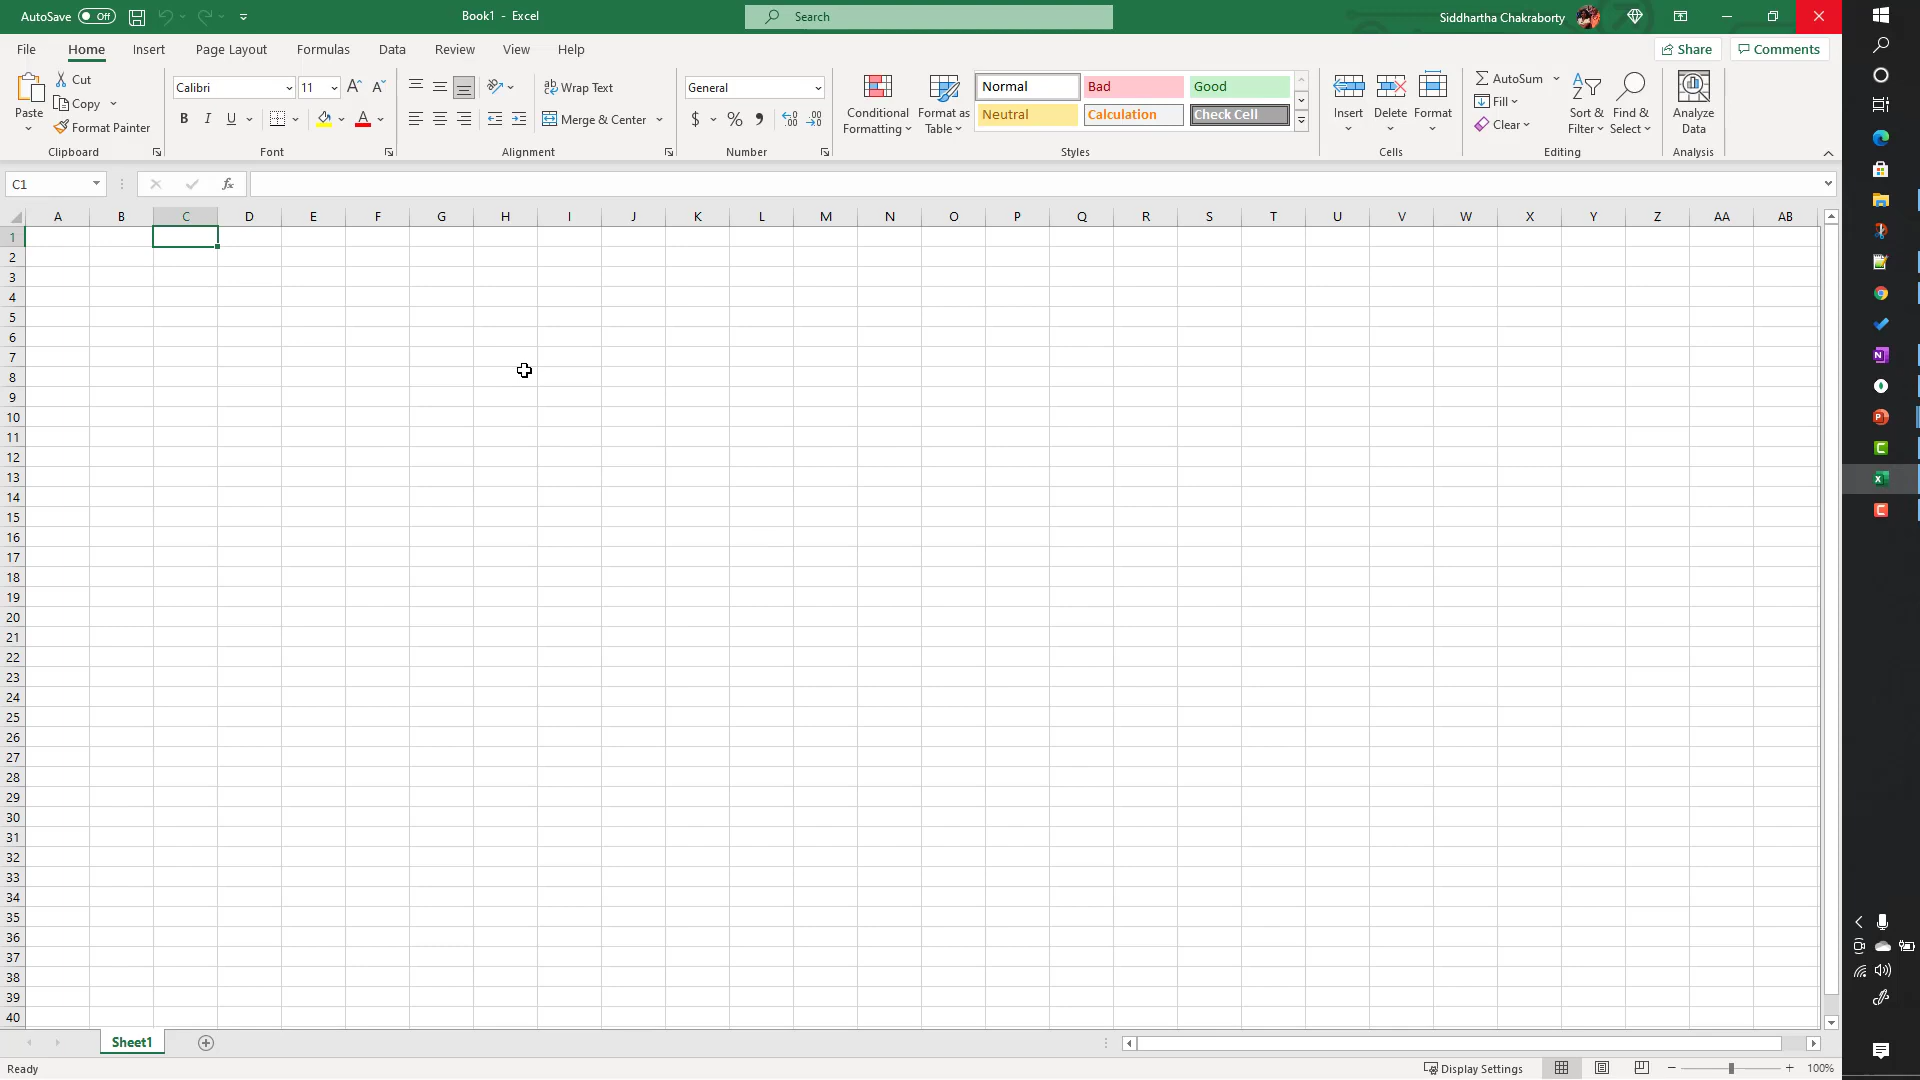 AutoSave Off Book1 - Excel Search Siddhartha Chakraborty
File Home Insert Page Layout Formulas Data Review View Help Share Comments
Paste
Cut
Copy
Format Painter
Clipboard
Calibri 11
B I U A
Font
ab Wrap Text
Merge & Center
Alignment
General
$ % 9 .00 .00
Number
Conditional Formatting
Format as Table
Normal Bad Good
Neutral Calculation Check Cell
Styles
Insert Delete Format
Cells
AutoSum
Fill
Clear
Sort & Filter
Find & Select
Editing
Analyze Data
Analysis
C1 fx
A B C D E F G H I J K L M N O P Q R S T U V W X Y Z AA AB
1
2
3
4
5
6
7
8
9
10
11
12
13
14
15
16
17
18
19
20
21
22
23
24
25
26
27
28
29
30
31
32
33
34
35
36
37
38
39
40
Sheet1
Ready Display Settings 100%